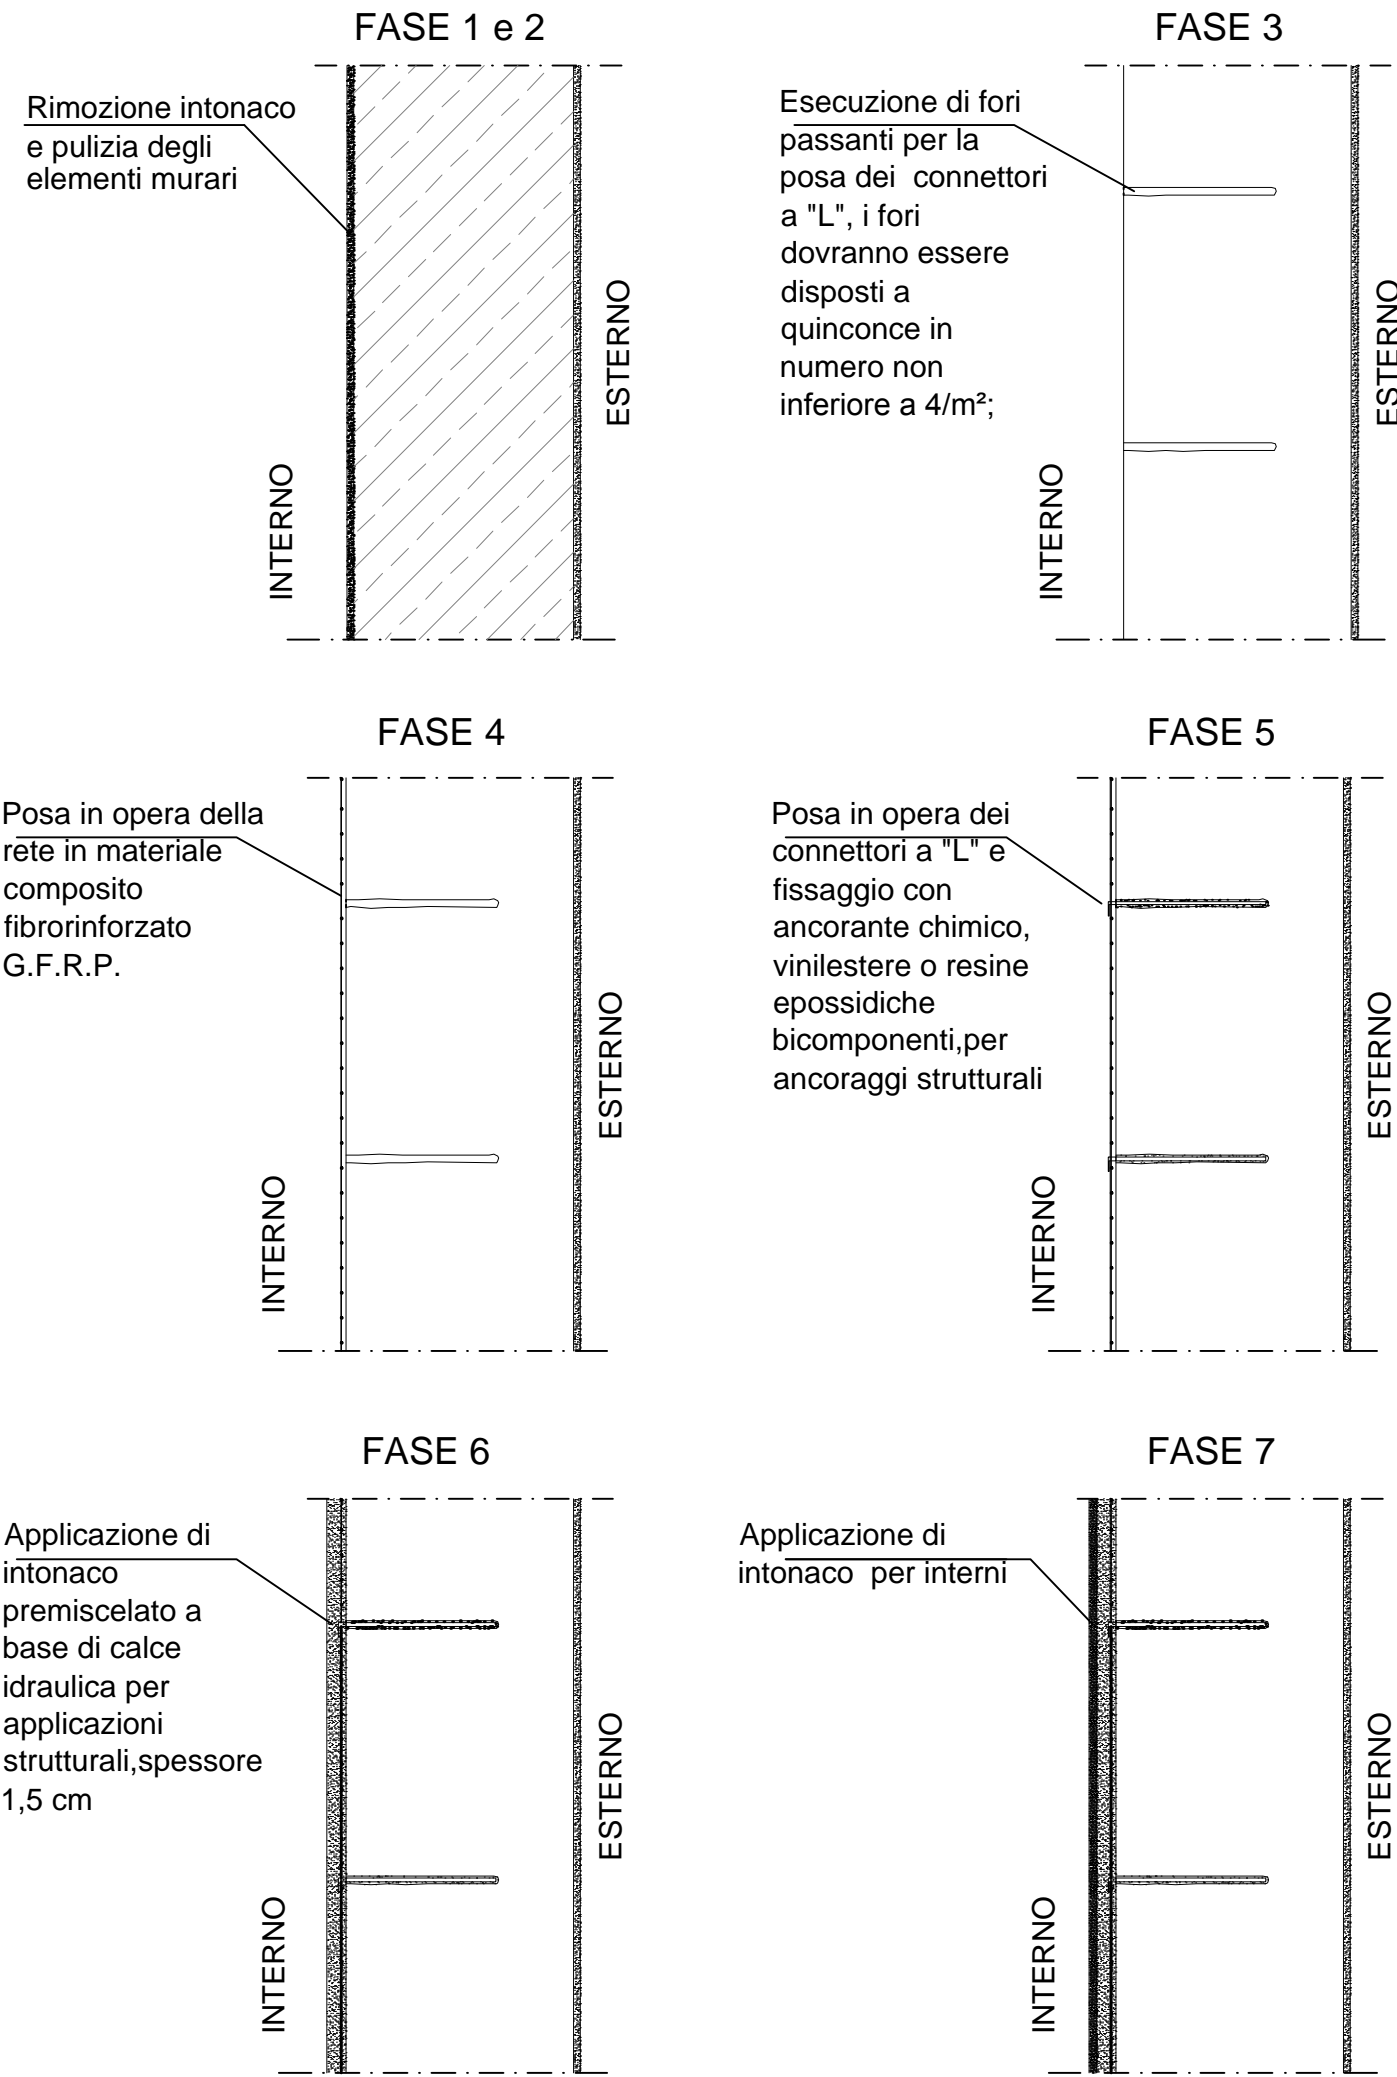 FASE 1 e 2
Rimozione intonaco
e pulizia degli
elementi murari
INTERNO
ESTERNO
FASE 3
Esecuzione di fori
passanti per la
posa dei connettori
a "L", i fori
dovranno essere
disposti a
quinconce in
numero non
inferiore a 4/m²;
INTERNO
ESTERNO
FASE 4
Posa in opera della
rete in materiale
composito
fibrorinforzato
G.F.R.P.
INTERNO
ESTERNO
FASE 5
Posa in opera dei
connettori a "L" e
fissaggio con
ancorante chimico,
vinilestere o resine
epossidiche
bicomponenti,per
ancoraggi strutturali
INTERNO
ESTERNO
FASE 6
Applicazione di
intonaco
premiscelato a
base di calce
idraulica per
applicazioni
strutturali,spessore
1,5 cm
INTERNO
ESTERNO
FASE 7
Applicazione di
intonaco per interni
INTERNO
ESTERNO